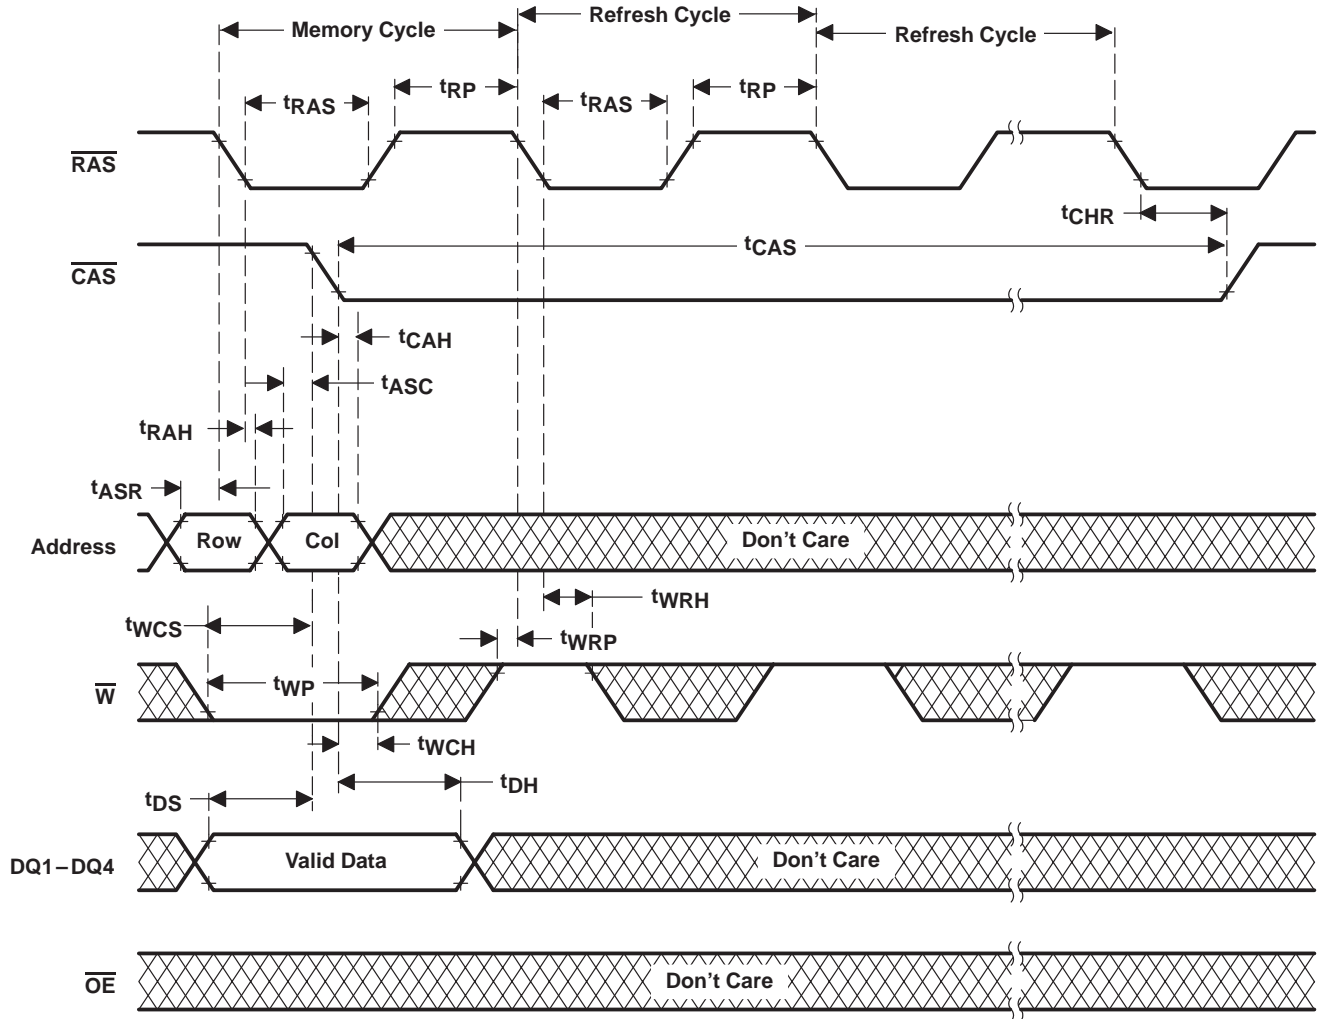 Refresh Cycle
Memory Cycle
Refresh Cycle
tRP
tRP
tRAS
tRAS
RAS
tCHR
tCAS
CAS
tCAH
tASC
tRAH
tASR
Address
Row
Col
Don't Care
tWRH
tWCS
tWRP
tWP
W
tWCH
tDH
tDS
DQ1–DQ4
Valid Data
Don't Care
OE
Don't Care